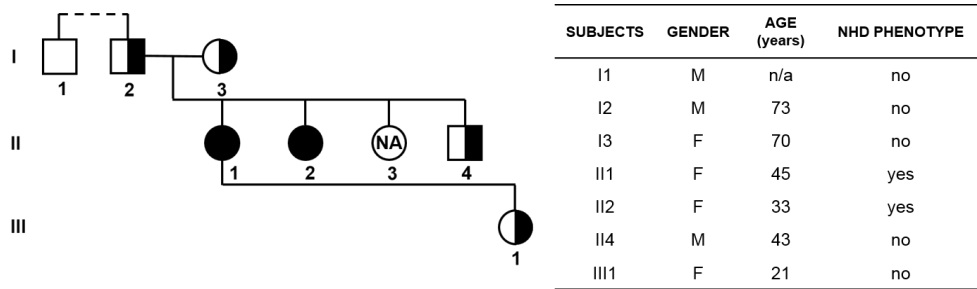 I
1
2
3
II
NA
1
2
3
4
III
1
SUBJECTS GENDER AGE (years) NHD PHENOTYPE
I1 M n/a no
I2 M 73 no
I3 F 70 no
II1 F 45 yes
II2 F 33 yes
II4 M 43 no
III1 F 21 no